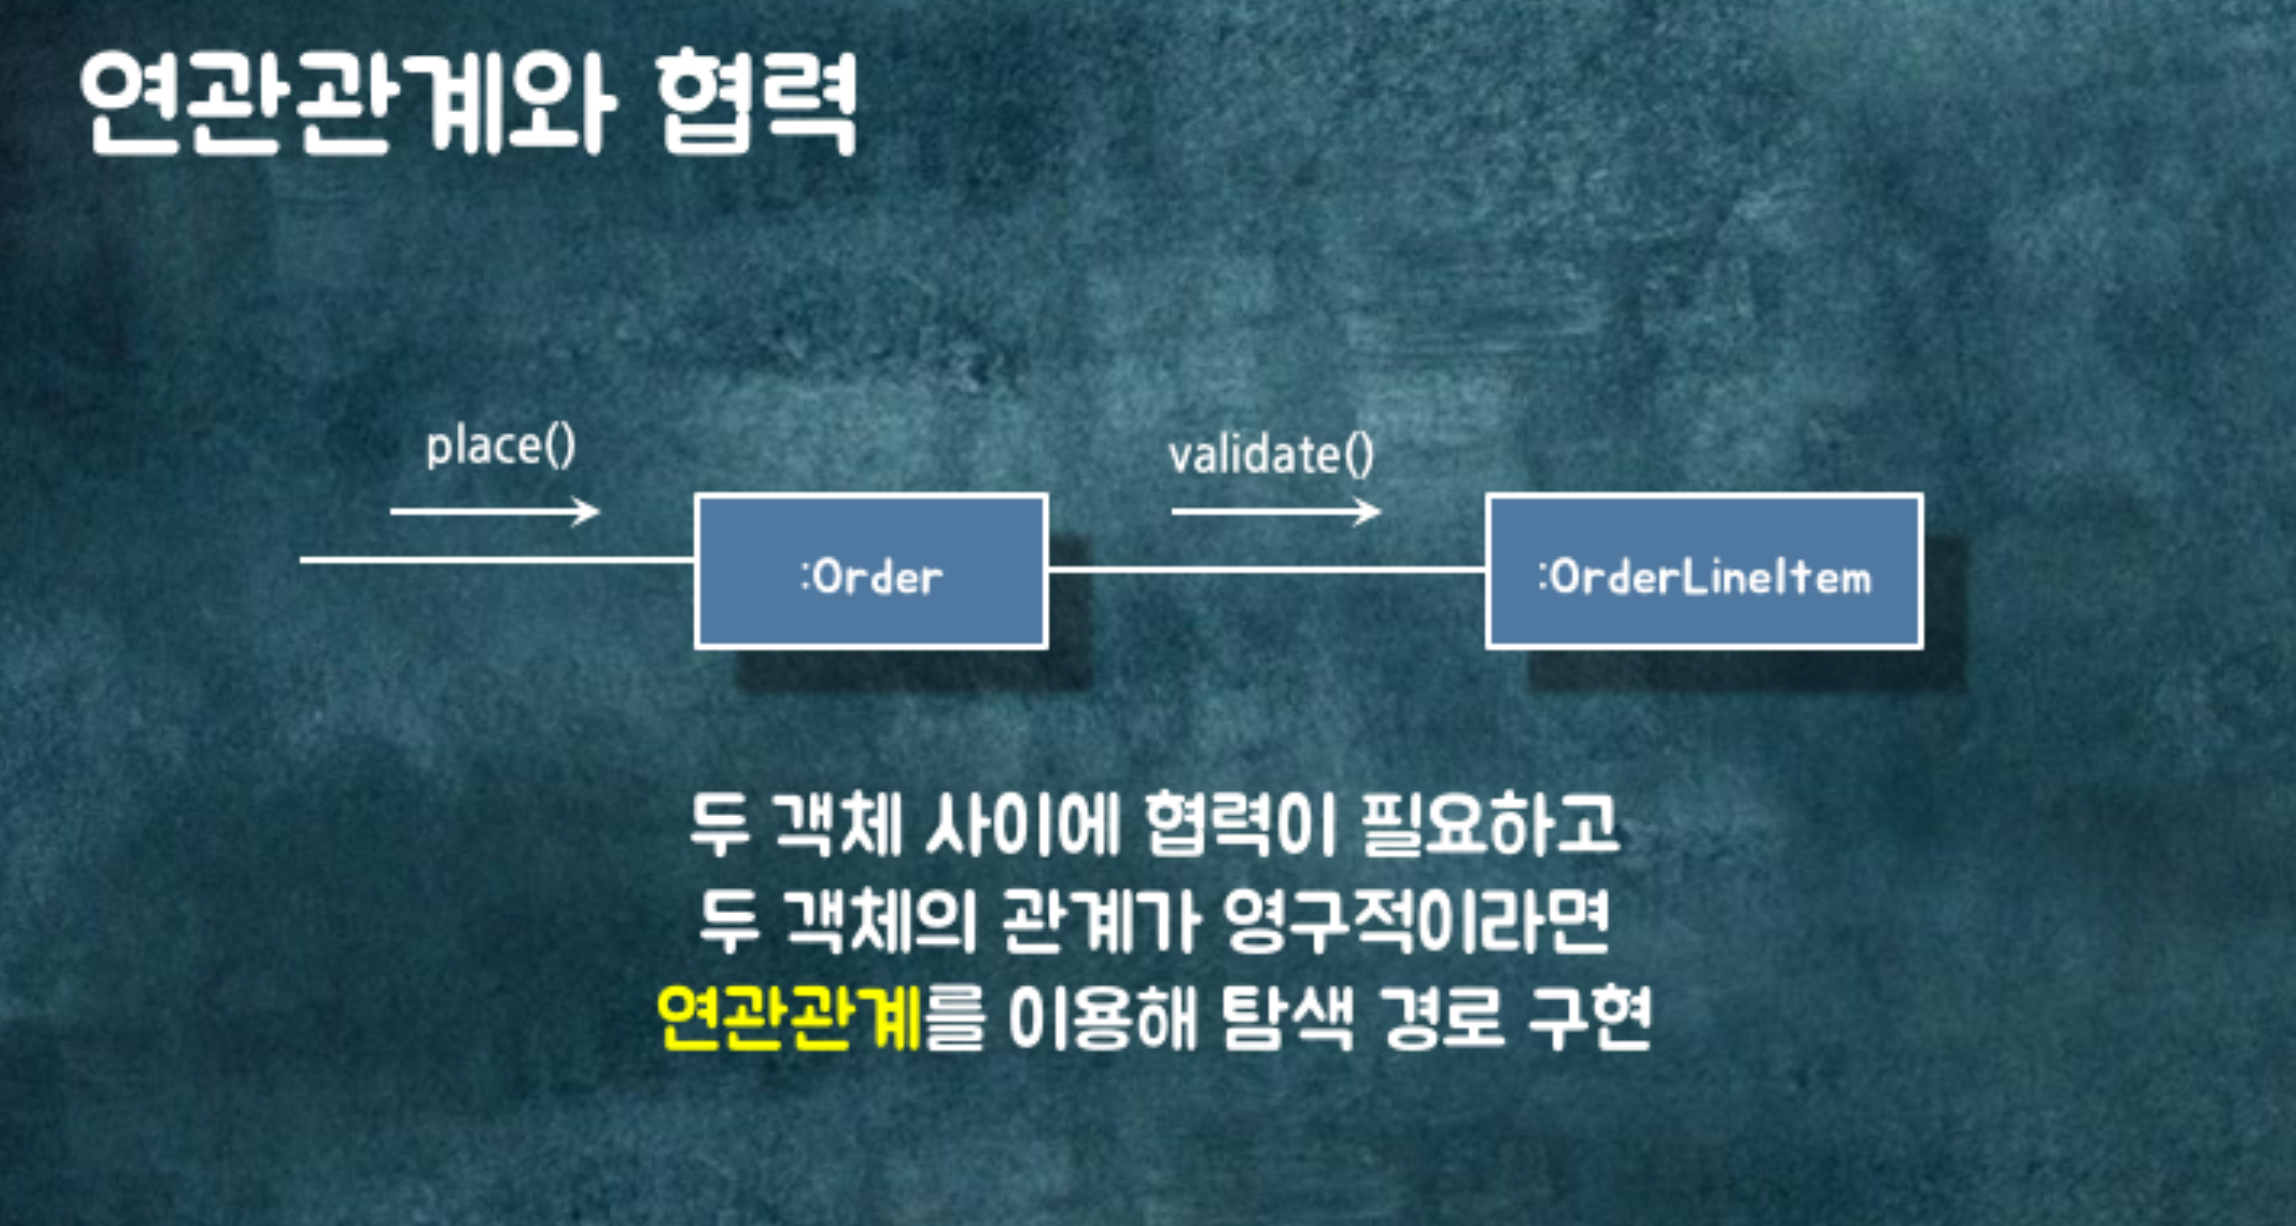 연관관계와 협력
place()
validate()
:Order
:OrderLineItem
두 객체 사이에 협력이 필요하고
두 객체의 관계가 영구적이라면
연관관계를 이용해 탐색 경로 구현